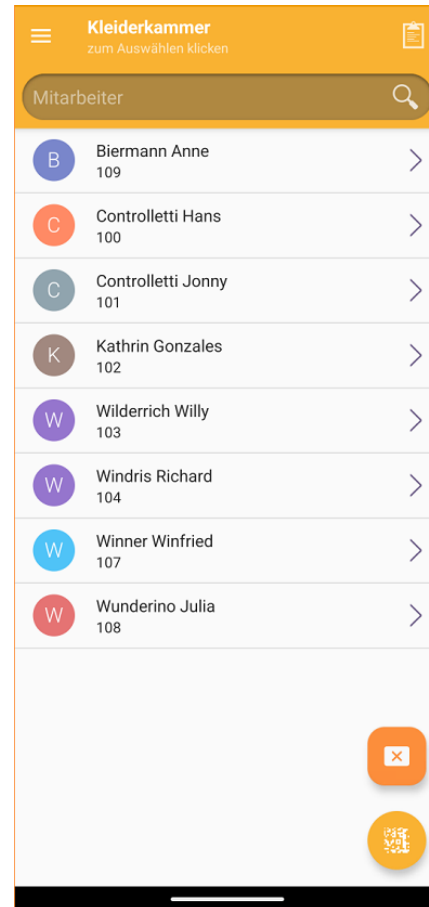 Kleiderkammer
zum Auswählen klicken
Mitarbeiter
B
Biermann Anne
109
C
Controlletti Hans
100
C
Controlletti Jonny
101
K
Kathrin Gonzales
102
W
Wilderrich Willy
103
W
Windris Richard
104
W
Winner Winfried
107
W
Wunderino Julia
108